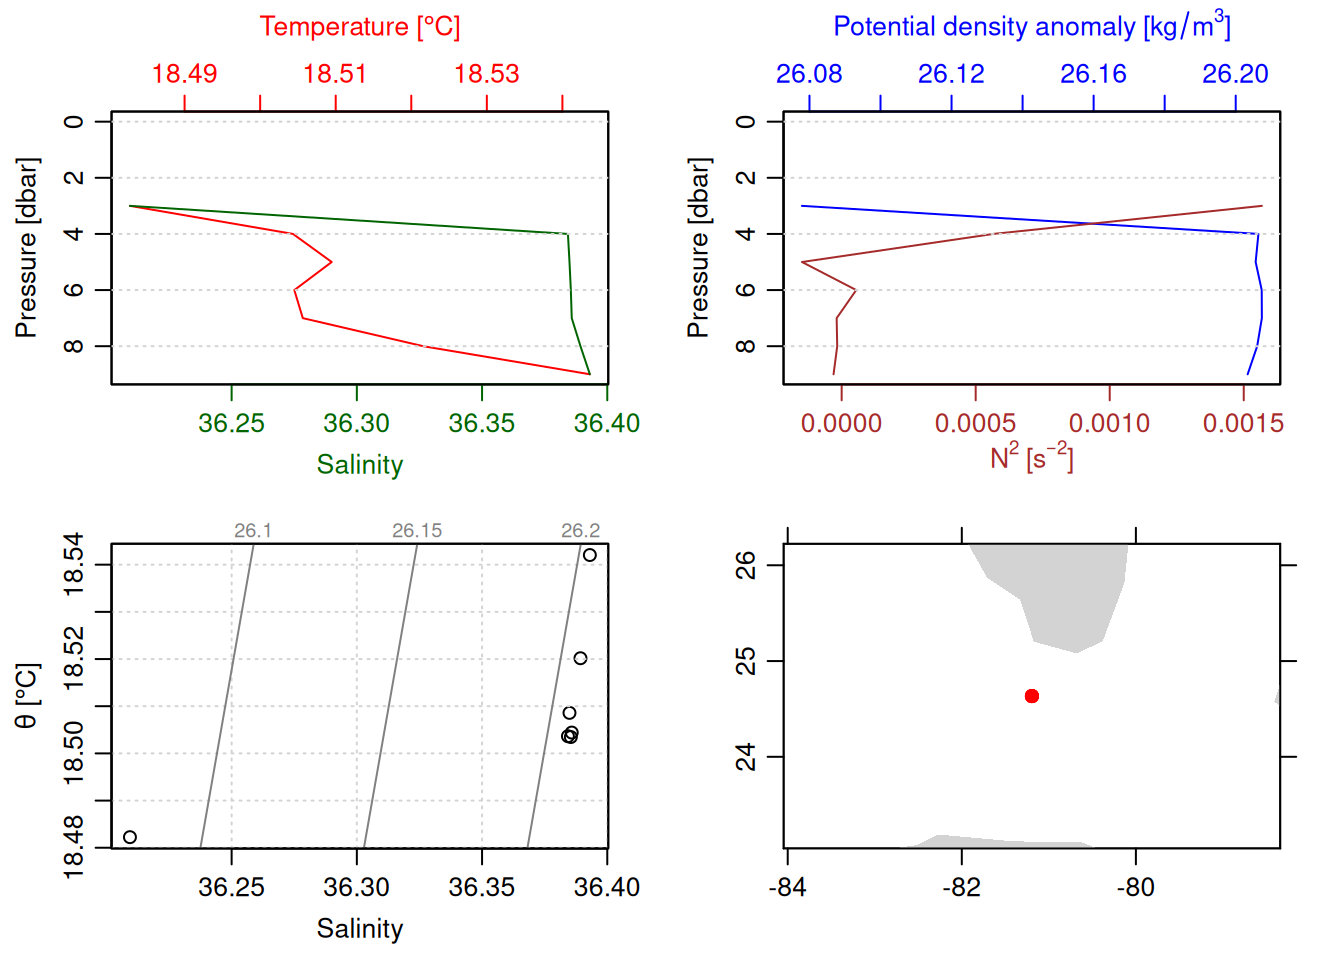 Temperature [°C]
18.49 18.51 18.53
Pressure [dbar]
0
2
4
6
8
36.25 36.30 36.35 36.40
Salinity
Potential density anomaly [kg/m³]
26.08 26.12 26.16 26.20
Pressure [dbar]
0
2
4
6
8
0.0000 0.0005 0.0010 0.0015
N² [s⁻²]
26.1 26.15 26.2
θ [°C]
18.54
18.52
18.50
18.48
36.25 36.30 36.35 36.40
Salinity
26
25
24
-84 -82 -80